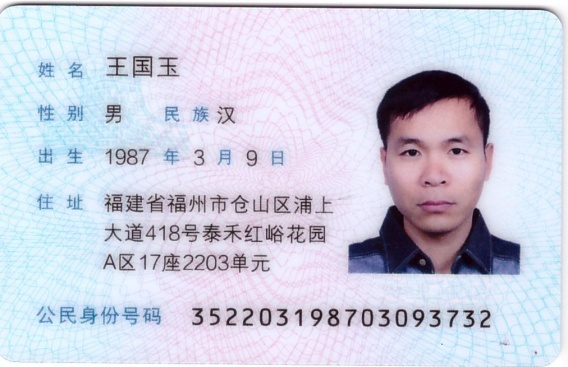 姓名 王国玉
性别 男 民族 汉
出生 1987 年 3 月 9 日
住址 福建省福州市仓山区浦上
大道418号泰禾红峪花园
A区17座2203单元
公民身份号码 352203198703093732